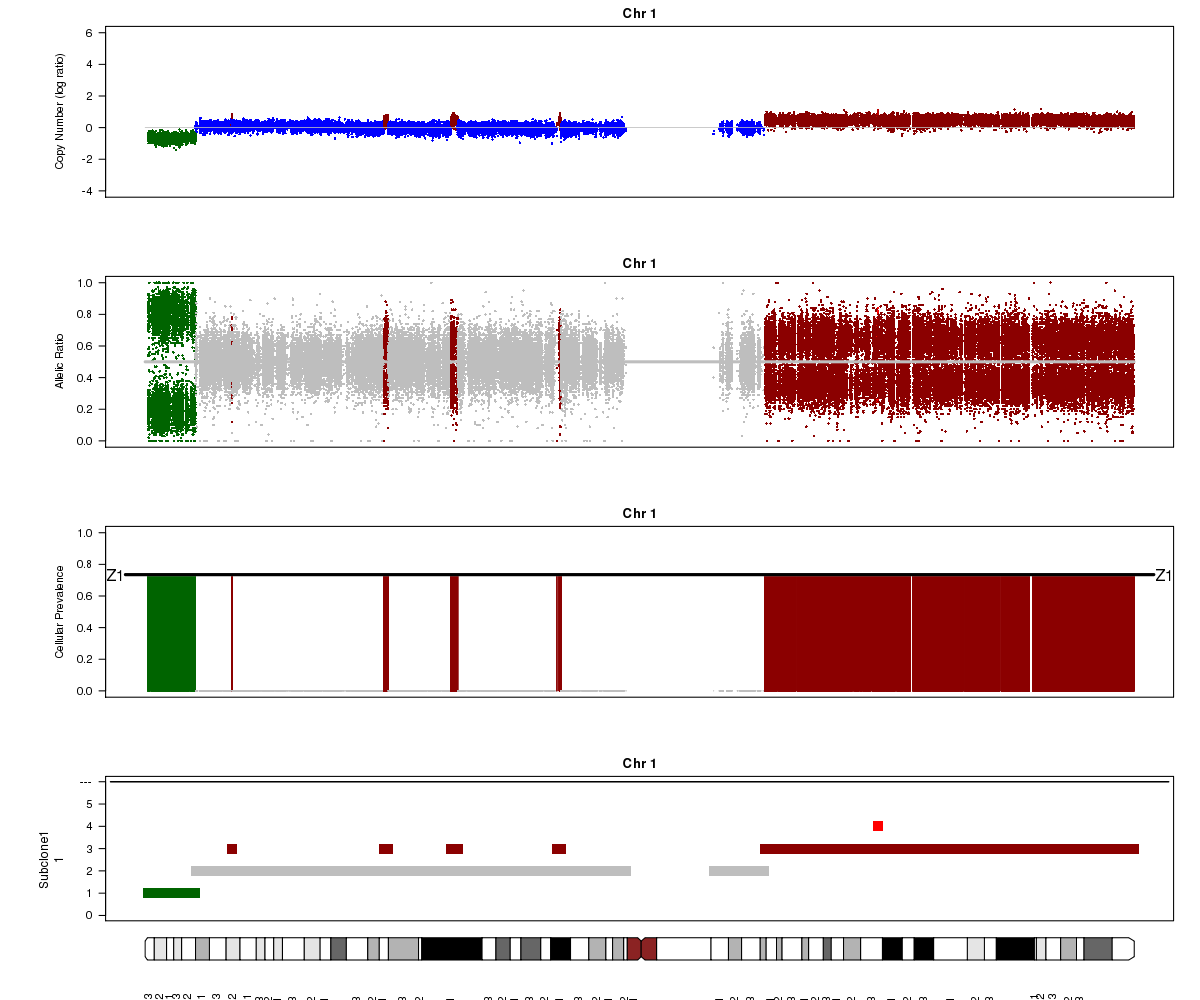 Chr 1
Copy Number (log ratio)
6
4
2
0
-2
-4
Chr 1
Allelic Ratio
1.0
0.8
0.6
0.4
0.2
0.0
Chr 1
Cellular Prevalence
1.0
0.8
0.6
0.4
0.2
0.0
Z1
Z1
Chr 1
Subclone1
1
---
5
4
3
2
1
0